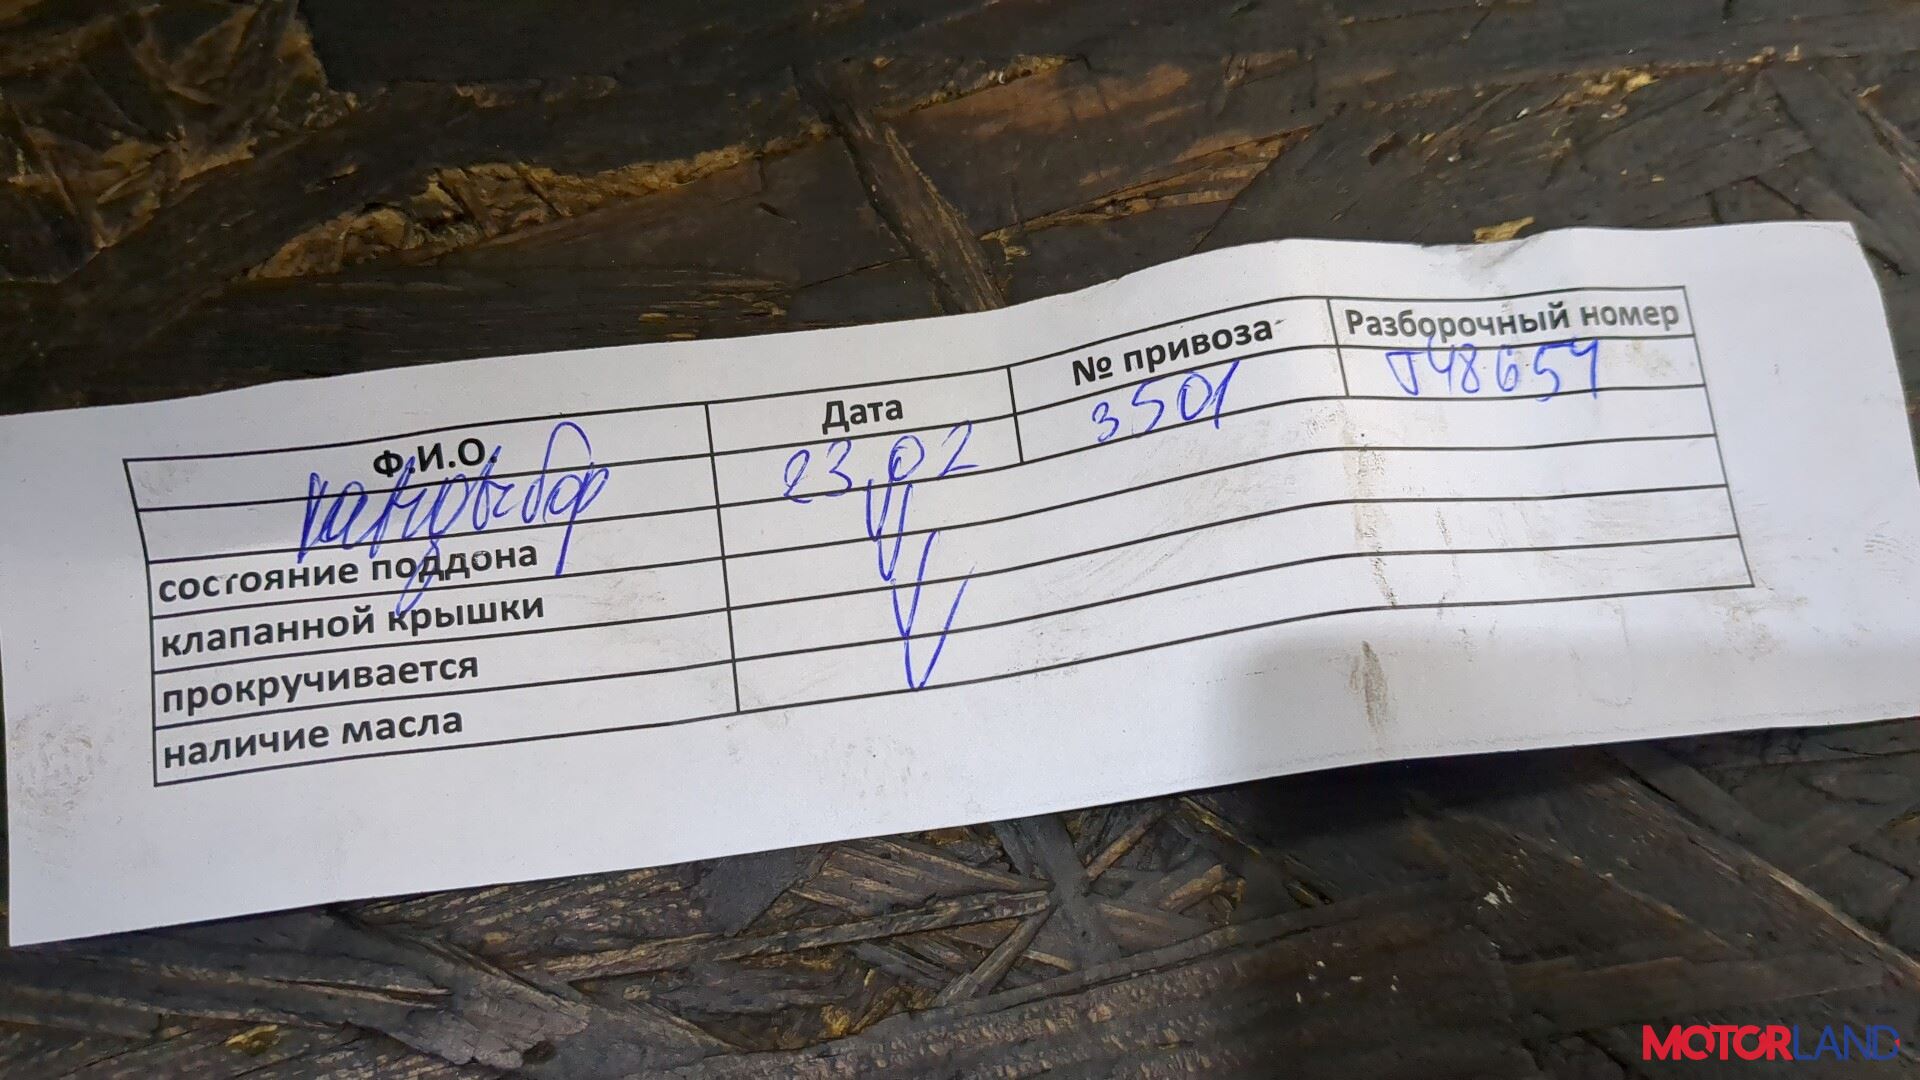 Ф.И.О. Дата № привоза Разборочный номер
23.02 3501
состояние поддона
клапанной крышки
прокручивается
наличие масла
MOTORLAND